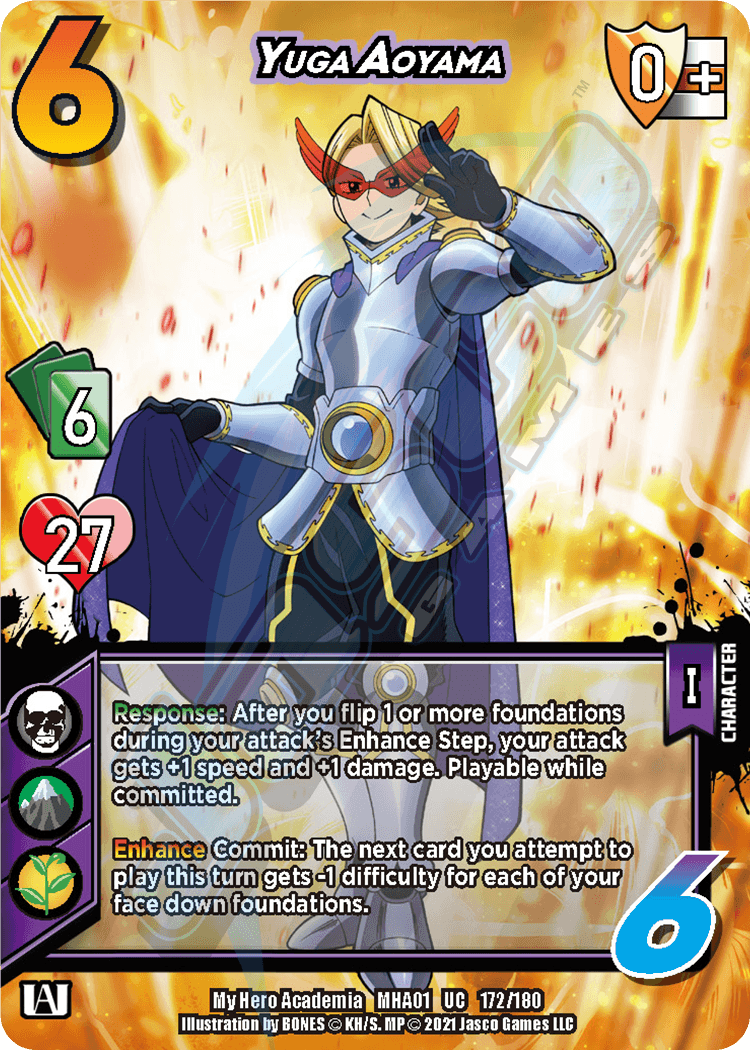 6
YUGA AOYAMA
0 +
TM
6
27
I
CHARACTER
Response: After you flip 1 or more foundations
during your attack's Enhance Step, your attack
gets +1 speed and +1 damage. Playable while
committed.
Enhance Commit: The next card you attempt to
play this turn gets -1 difficulty for each of your
face down foundations.
6
UA
My Hero Academia MHA01 UC 172/180
Illustration by BONES © KH/S. MP © 2021 Jasco Games LLC